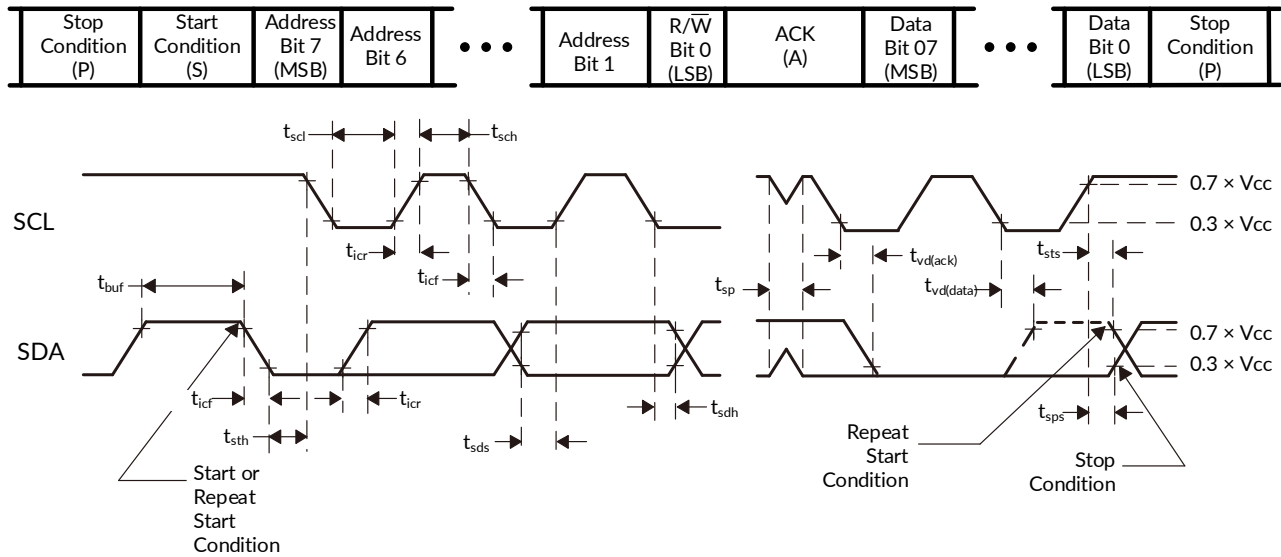 Stop
Condition
(P)
Start
Condition
(S)
Address
Bit 7
(MSB)
Address
Bit 6
• • •
Address
Bit 1
R/W̅
Bit 0
(LSB)
ACK
(A)
Data
Bit 07
(MSB)
• • •
Data
Bit 0
(LSB)
Stop
Condition
(P)
tscl
tsch
0.7 × Vcc
SCL
0.3 × Vcc
ticr
ticf
tvd(ack)
tsts
tbuf
tsp
tvd(data)
SDA
0.7 × Vcc
0.3 × Vcc
ticf
ticr
tsdh
tsps
tsth
tsds
Repeat
Start
Condition
Stop
Condition
Start or
Repeat
Start
Condition